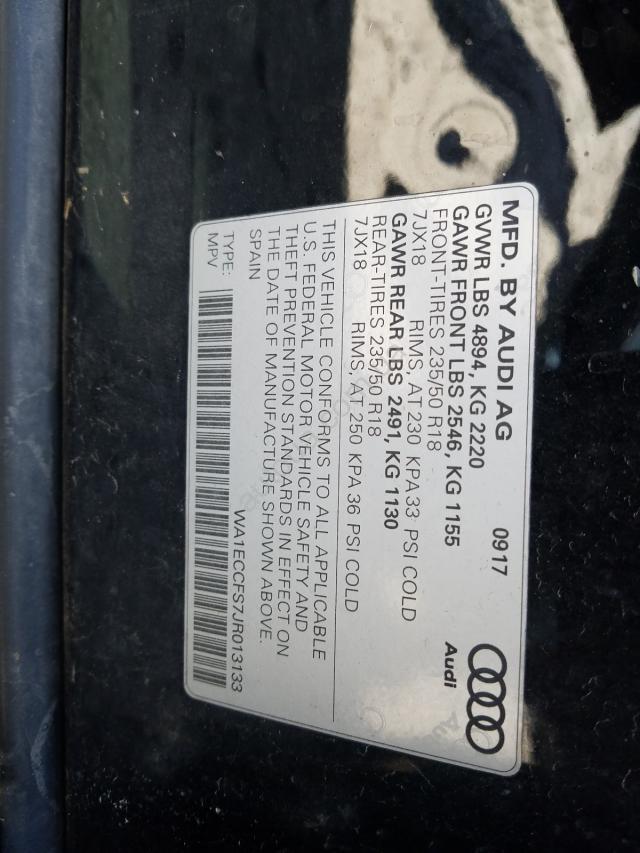 MFD. BY AUDI AG 0917
GVWR LBS 4894, KG 2220
GAWR FRONT LBS 2546, KG 1155
FRONT-TIRES 235/50 R18
7JX18 RIMS, AT 230 KPA 33 PSI COLD
GAWR REAR LBS 2491, KG 1130
REAR-TIRES 235/50 R18
7JX18 RIMS, AT 250 KPA 36 PSI COLD
Audi
THIS VEHICLE CONFORMS TO ALL APPLICABLE
U.S. FEDERAL MOTOR VEHICLE SAFETY AND
THEFT PREVENTION STANDARDS IN EFFECT ON
THE DATE OF MANUFACTURE SHOWN ABOVE.
SPAIN
WA1ECCFS7JR013133
TYPE:
MPV